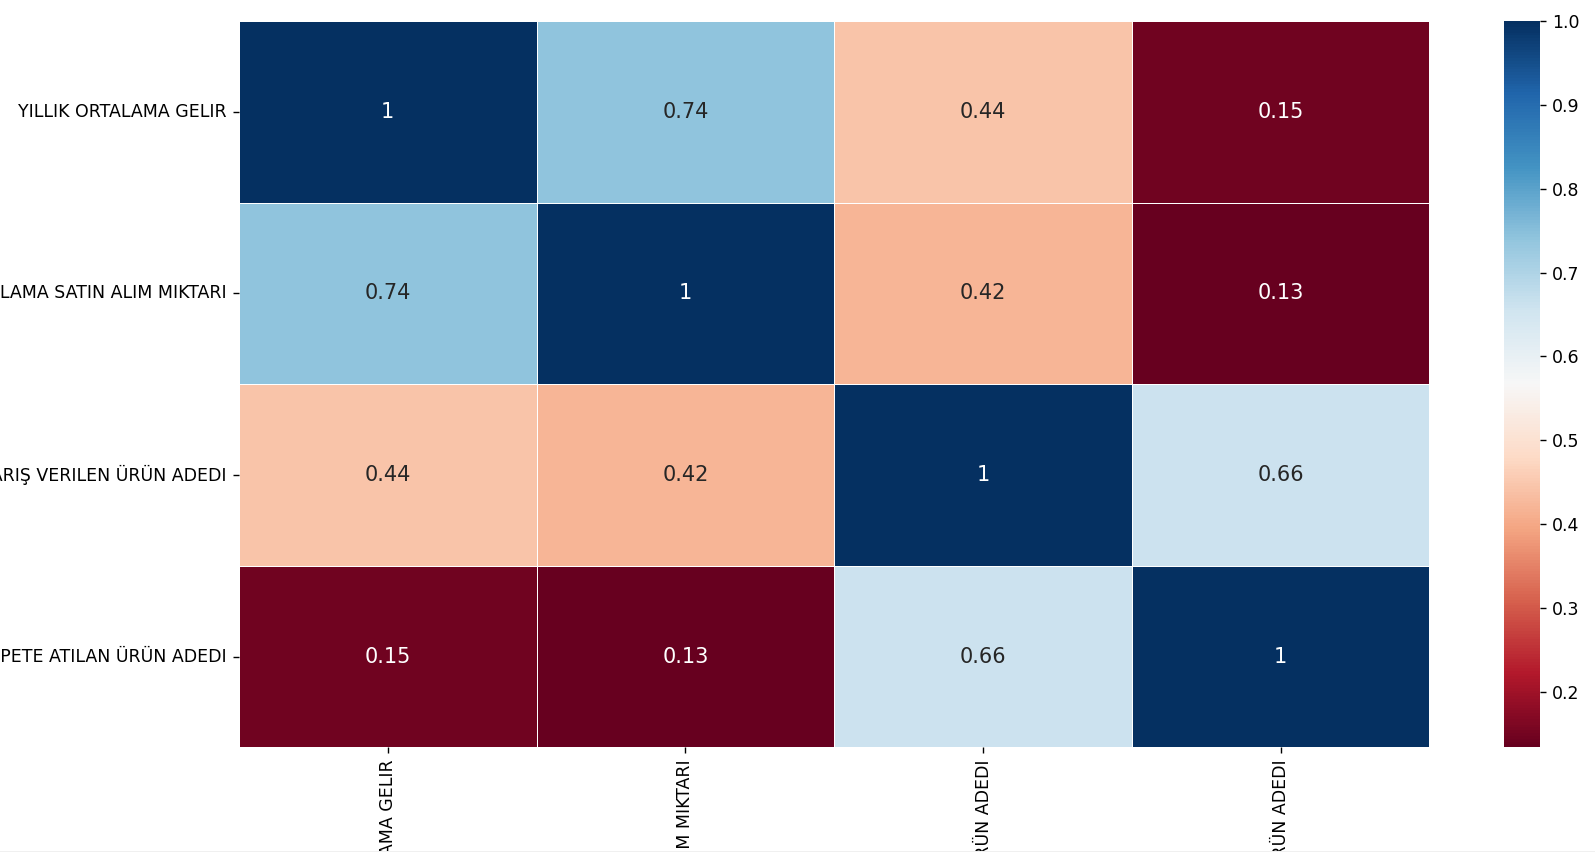 YILLIK ORTALAMA GELIR
1 0.74 0.44 0.15
LAMA SATIN ALIM MIKTARI
0.74 1 0.42 0.13
ARIŞ VERILEN ÜRÜN ADEDI
0.44 0.42 1 0.66
PETE ATILAN ÜRÜN ADEDI
0.15 0.13 0.66 1
AMA GELIR
M MIKTARI
RÜN ADEDI
RÜN ADEDI
1.0
0.9
0.8
0.7
0.6
0.5
0.4
0.3
0.2